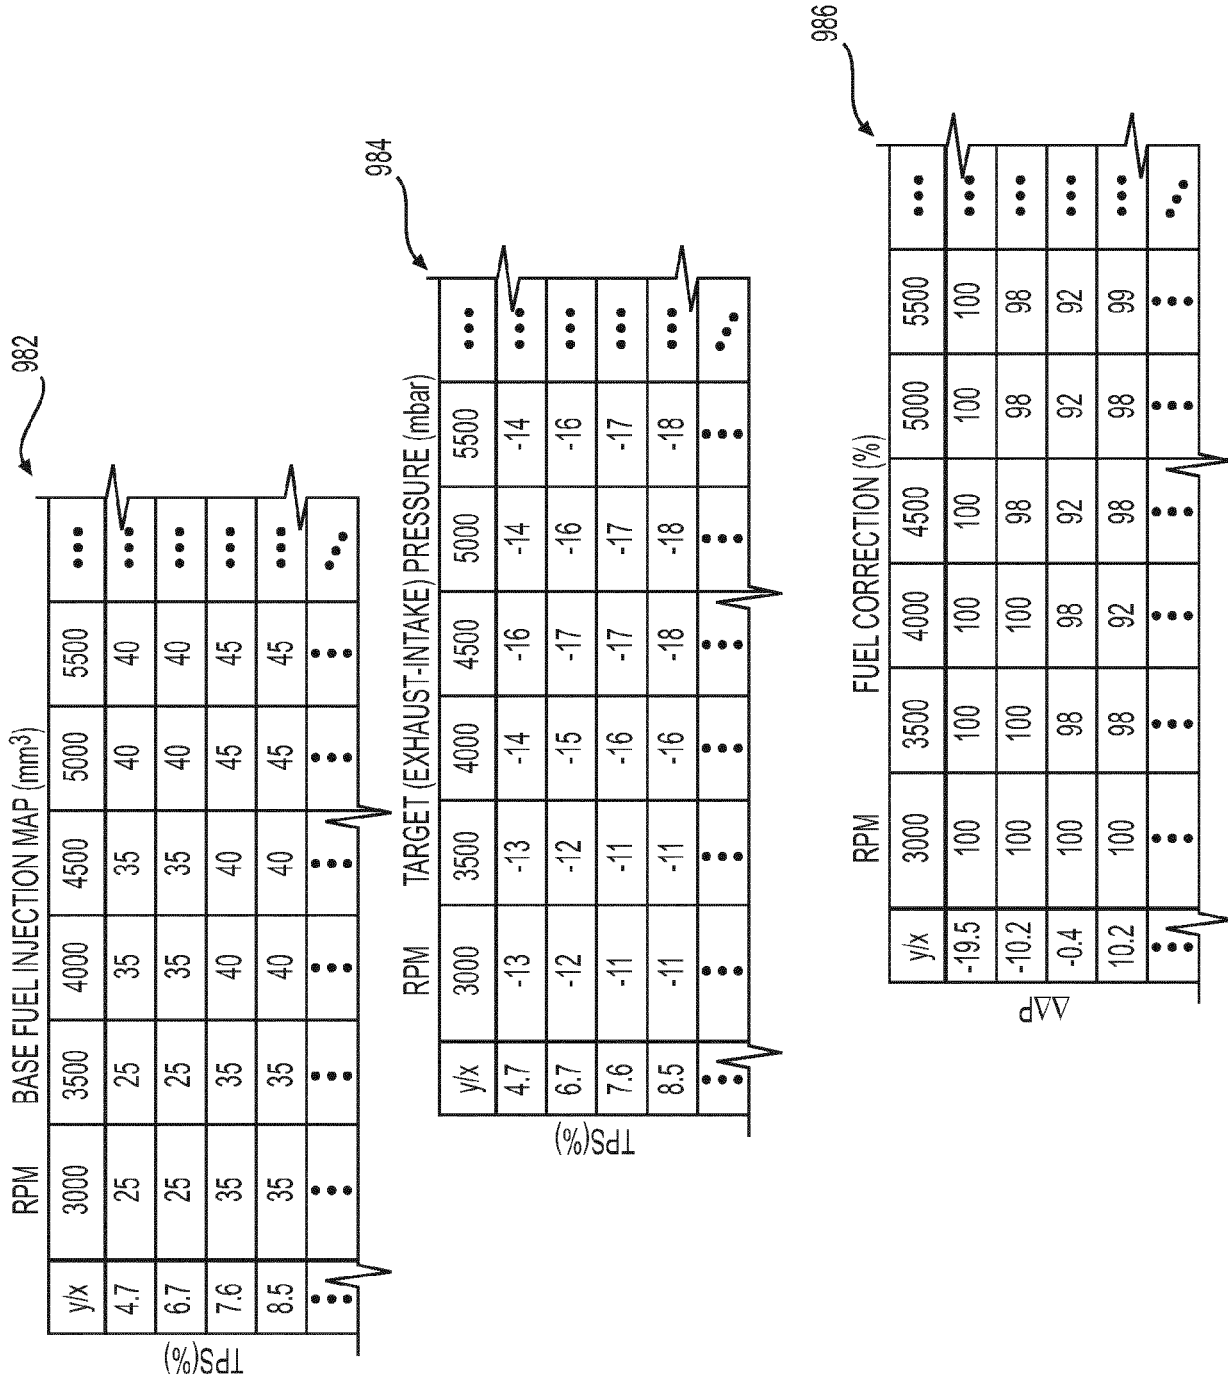 982
RPM BASE FUEL INJECTION MAP (mm³)
y/x 3000 3500 4000 4500 5000 5500 •••
4.7 25 25 35 35 40 40 •••
6.7 25 25 35 35 40 40 •••
7.6 35 35 40 40 45 45 •••
8.5 35 35 40 40 45 45 •••
••• ••• ••• ••• ••• ••• ••• •••
TPS(%)
984
RPM TARGET (EXHAUST-INTAKE) PRESSURE (mbar)
y/x 3000 3500 4000 4500 5000 5500 •••
4.7 -13 -13 -14 -16 -14 -14 •••
6.7 -12 -12 -15 -17 -16 -16 •••
7.6 -11 -11 -16 -17 -17 -17 •••
8.5 -11 -11 -16 -18 -18 -18 •••
••• ••• ••• ••• ••• ••• ••• •••
TPS(%)
986
RPM FUEL CORRECTION (%)
y/x 3000 3500 4000 4500 5000 5500 •••
-19.5 100 100 100 100 100 100 •••
-10.2 100 100 100 98 98 98 •••
-0.4 100 98 98 92 92 92 •••
10.2 100 98 92 98 98 99 •••
••• ••• ••• ••• ••• ••• ••• •••
ΔΔP